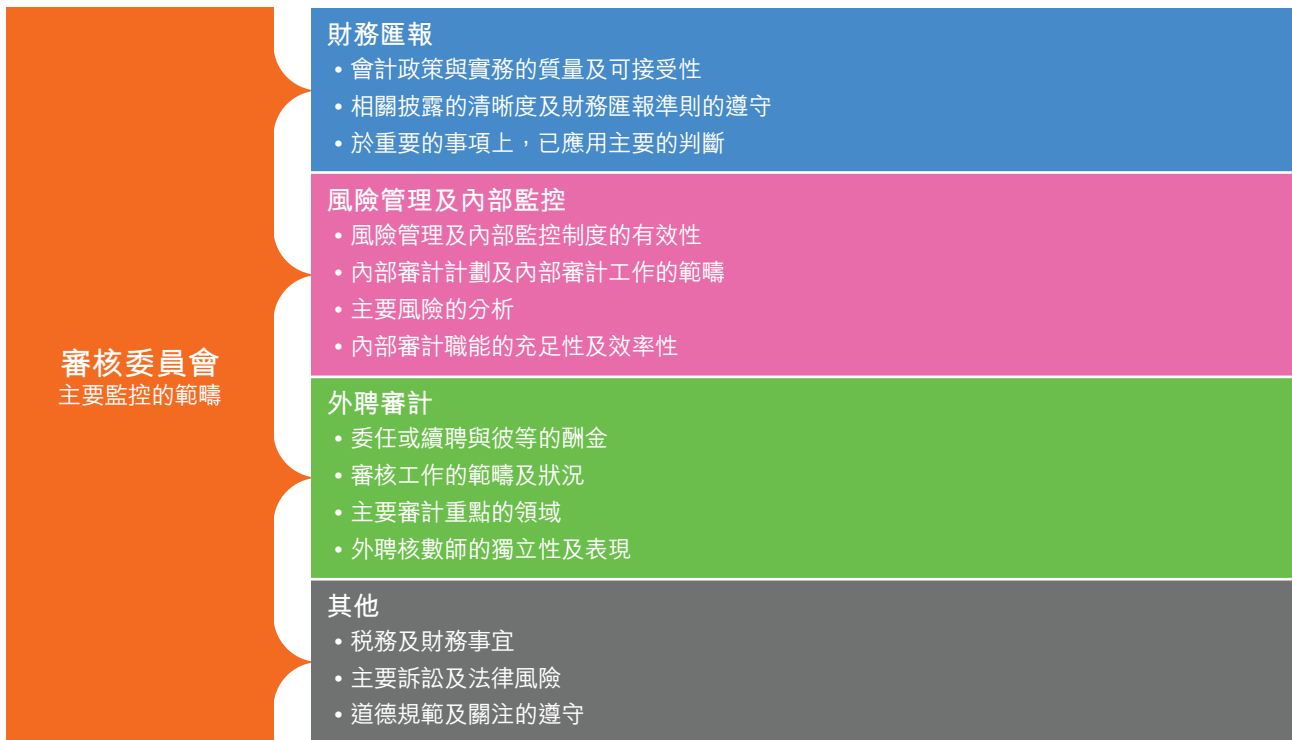 審核委員會
主要監控的範疇
財務匯報
• 會計政策與實務的質量及可接受性
• 相關披露的清晰度及財務匯報準則的遵守
• 於重要的事項上，已應用主要的判斷
風險管理及內部監控
• 風險管理及內部監控制度的有效性
• 內部審計計劃及內部審計工作的範疇
• 主要風險的分析
• 內部審計職能的充足性及效率性
外聘審計
• 委任或續聘與彼等的酬金
• 審核工作的範疇及狀況
• 主要審計重點的領域
• 外聘核數師的獨立性及表現
其他
• 税務及財務事宜
• 主要訴訟及法律風險
• 道德規範及關注的遵守